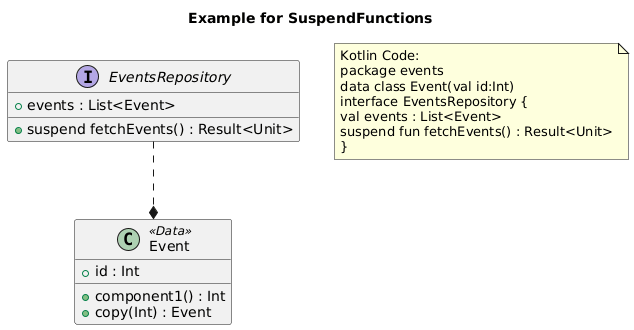 Example for SuspendFunctions
I EventsRepository
events : List<Event>
suspend fetchEvents() : Result<Unit>
Kotlin Code:
package events
data class Event(val id:Int)
interface EventsRepository {
val events : List<Event>
suspend fun fetchEvents() : Result<Unit>
}
C «Data»
Event
id : Int
component1() : Int
copy(Int) : Event